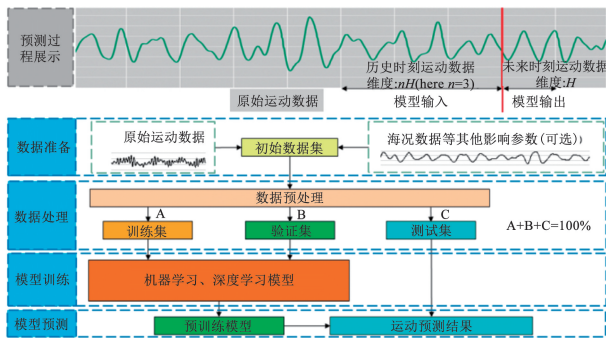 预测过
程展示
历史时刻运动数据
维度:nH(here n=3)
未来时刻运动数据
维度:H
原始运动数据
模型输入
模型输出
数据准备
原始运动数据
初始数据集
海况数据等其他影响参数(可选))
数据处理
数据预处理
A
B
C
训练集
验证集
测试集
A+B+C=100%
模型训练
机器学习、深度学习模型
模型预测
预训练模型
运动预测结果